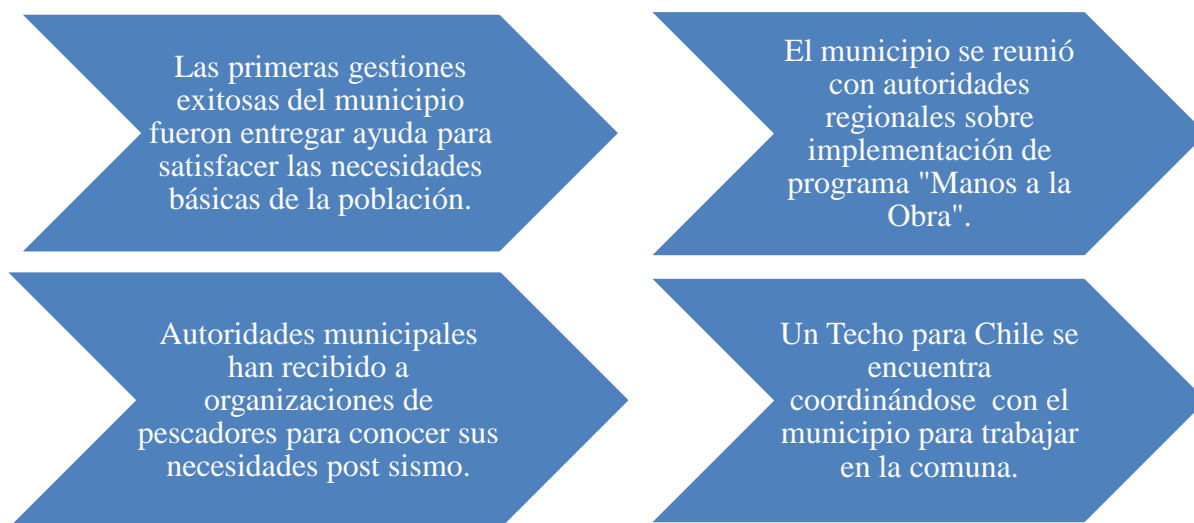 Las primeras gestiones
exitosas del municipio
fueron entregar ayuda para
satisfacer las necesidades
básicas de la población.
El municipio se reunió
con autoridades
regionales sobre
implementación de
programa "Manos a la
Obra".
Autoridades municipales
han recibido a
organizaciones de
pescadores para conocer sus
necesidades post sismo.
Un Techo para Chile se
encuentra
coordinándose  con el
municipio para trabajar
en la comuna.